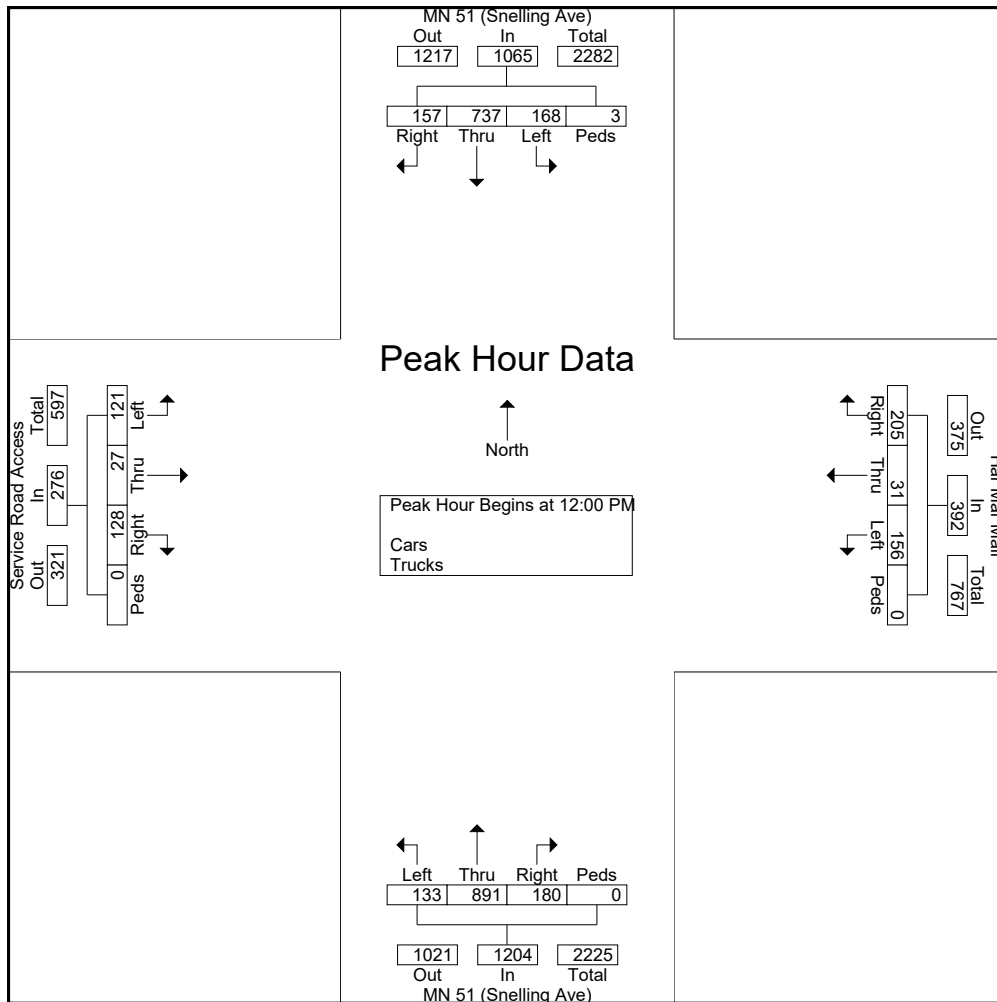 MN 51 (Snelling Ave)
Out In Total
1217 1065 2282
157 737 168 3
Right Thru Left Peds
Peak Hour Data
North
Peak Hour Begins at 12:00 PM
Cars
Trucks
Service Road Access
Out In Total
321 276 597
0 128 27 121
Peds Right Thru Left
Mall
Out In Total
375 392 767
205 31 156 0
Right Thru Left Peds
Left Thru Right Peds
133 891 180 0
1021 1204 2225
Out In Total
MN 51 (Snelling Ave)